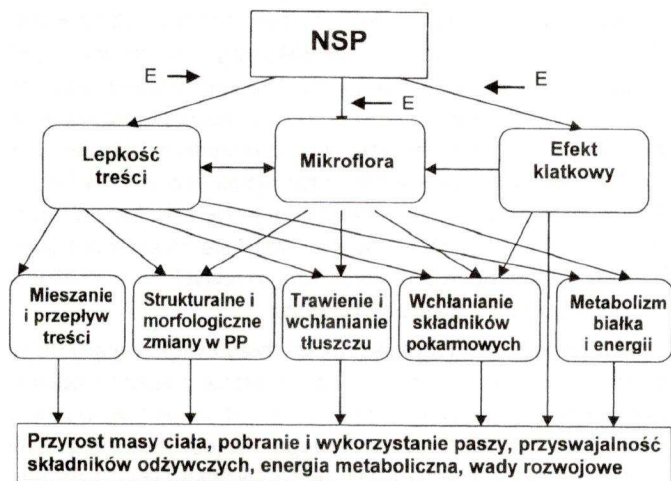 NSP
E
E
E
Lepkość
treści
Mikroflora
Efekt
klatkowy
Mieszanie
i przepływ
treści
Strukturalne i
morfologiczne
zmiany w PP
Trawienie i
wchłanianie
tłuszczu
Wchłanianie
składników
pokarmowych
Metabolizm
białka
i energii
Przyrost masy ciała, pobranie i wykorzystanie paszy, przyswajalność
składników odżywczych, energia metaboliczna, wady rozwojowe